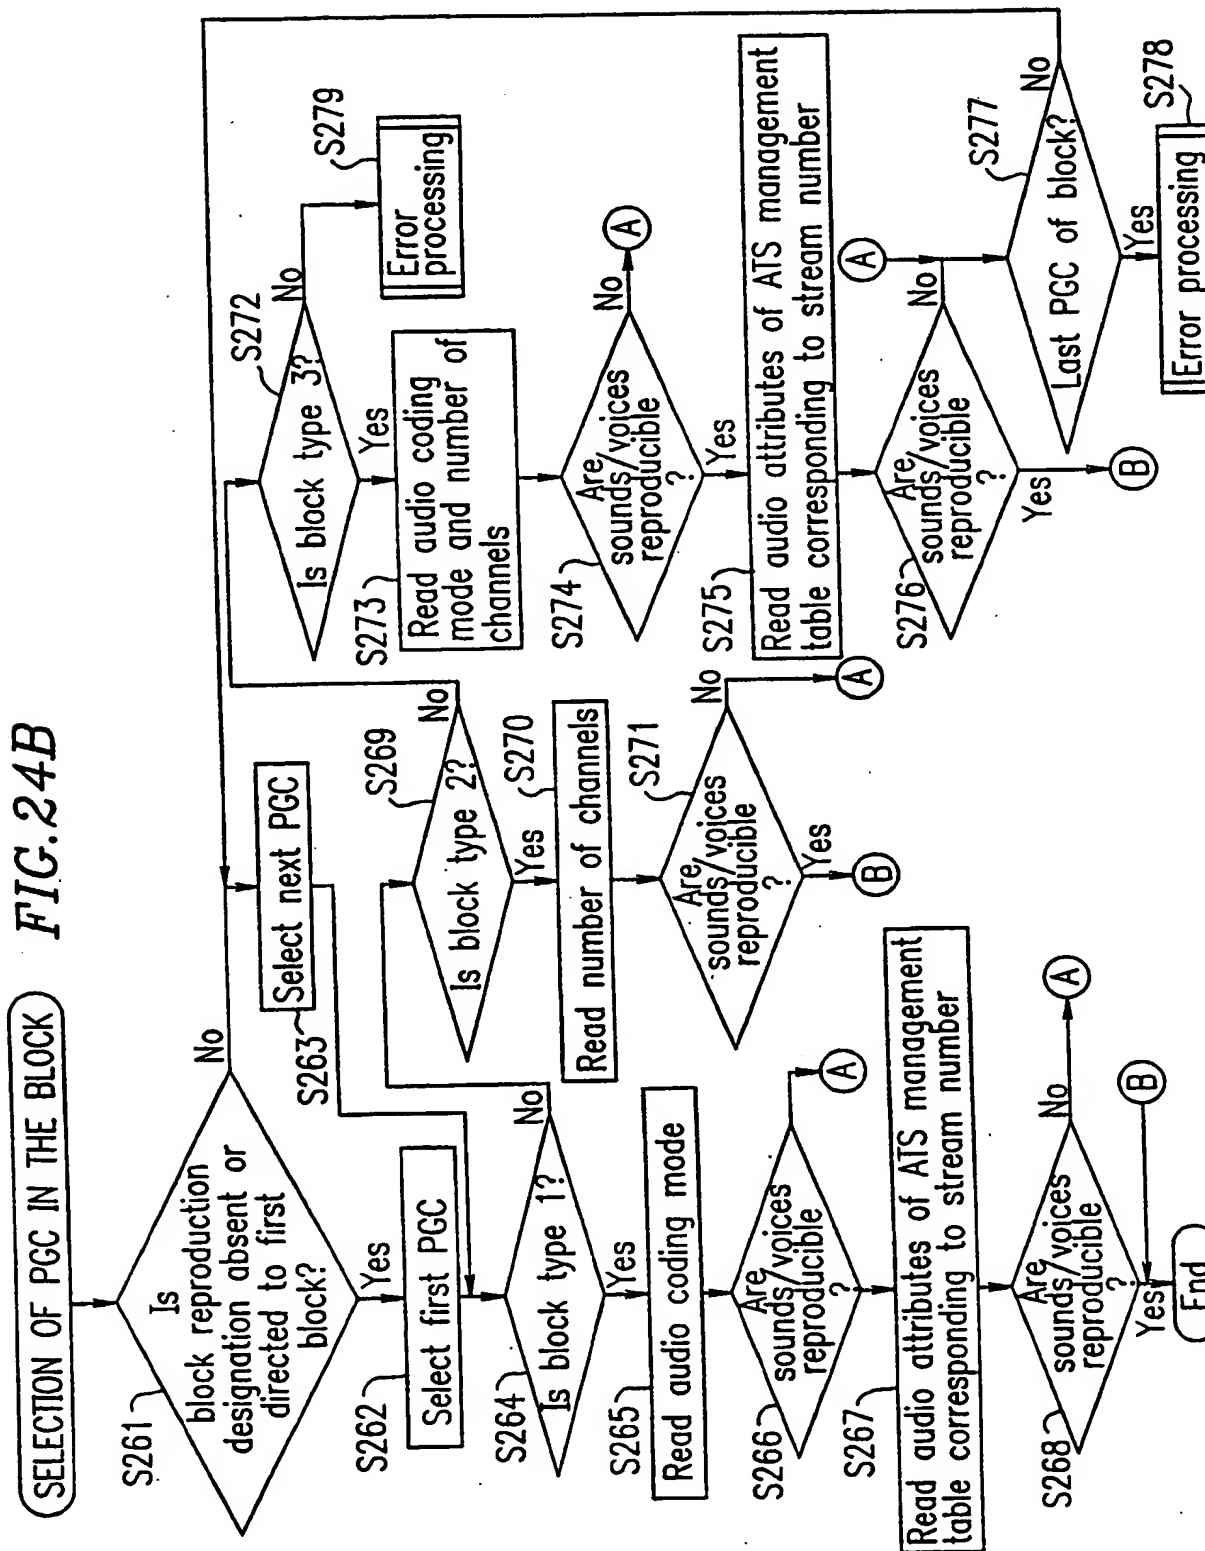 FIG.24B
SELECTION OF PGC IN THE BLOCK
S261
Is
block reproduction
designation absent or
directed to first
block?
No
Yes
S262
Select first PGC
S263
Select next PGC
S264
Is block type 1?
No
Yes
S265
Read audio coding mode
S266
Are
sounds/voices
reproducible
?
A
S267
Read audio attributes of ATS management
table corresponding to stream number
S268
Are
sounds/voices
reproducible
?
No
A
Yes
B
End
S269
Is block type 2?
No
Yes
S270
Read number of channels
S271
Are
sounds/voices
reproducible
?
No
A
Yes
B
S272
Is block type 3?
No
Yes
S279
Error
processing
S273
Read audio coding
mode and number of
channels
S274
Are
sounds/voices
reproducible
?
No
A
Yes
S275
Read audio attributes of ATS management
table corresponding to stream number
S276
Are
sounds/voices
reproducible
?
No
Yes
B
A
S277
Last PGC of block?
No
Yes
S278
Error processing